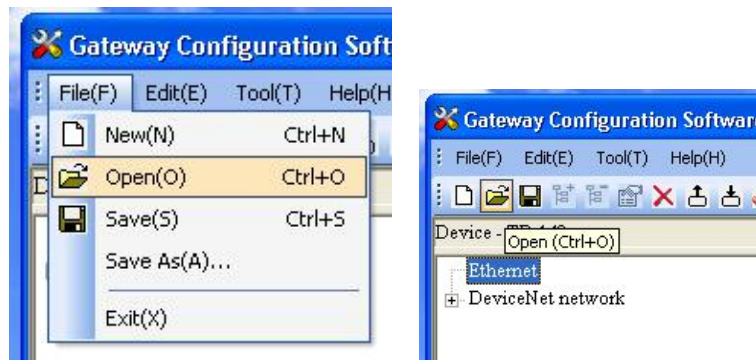 Gateway Configuration Soft
File(F) Edit(E) Tool(T) Help(H
New(N) Ctrl+N
Open(O) Ctrl+O
Save(S) Ctrl+S
Save As(A)...
Exit(X)
Gateway Configuration Softwar
File(F) Edit(E) Tool(T) Help(H)
Device -
Open (Ctrl+O)
Ethernet
DeviceNet network